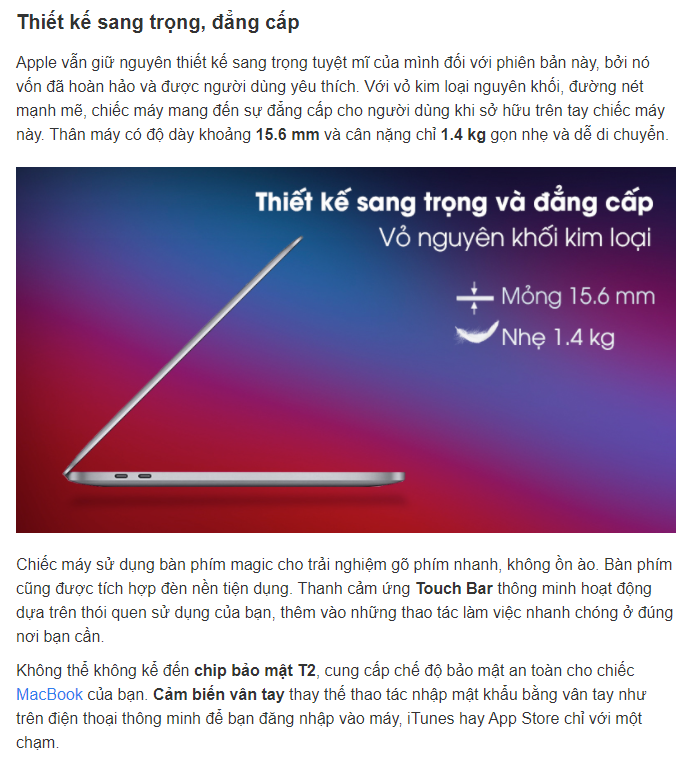 Thiết kế sang trọng, đẳng cấp
Apple vẫn giữ nguyên thiết kế sang trọng tuyệt mĩ của mình đối với phiên bản này, bởi nó
vốn đã hoàn hảo và được người dùng yêu thích. Với vỏ kim loại nguyên khối, đường nét
mạnh mẽ, chiếc máy mang đến sự đẳng cấp cho người dùng khi sở hữu trên tay chiếc máy
này. Thân máy có độ dày khoảng 15.6 mm và cân nặng chỉ 1.4 kg gọn nhẹ và dễ di chuyển.
Thiết kế sang trọng và đẳng cấp
Vỏ nguyên khối kim loại
Mỏng 15.6 mm
Nhẹ 1.4 kg
Chiếc máy sử dụng bàn phím magic cho trải nghiệm gõ phím nhanh, không ồn ào. Bàn phím
cũng được tích hợp đèn nền tiện dụng. Thanh cảm ứng Touch Bar thông minh hoạt động
dựa trên thói quen sử dụng của bạn, thêm vào những thao tác làm việc nhanh chóng ở đúng
nơi bạn cần.
Không thể không kể đến chip bảo mật T2, cung cấp chế độ bảo mật an toàn cho chiếc
MacBook của bạn. Cảm biến vân tay thay thế thao tác nhập mật khẩu bằng vân tay như
trên điện thoại thông minh để bạn đăng nhập vào máy, iTunes hay App Store chỉ với một
chạm.